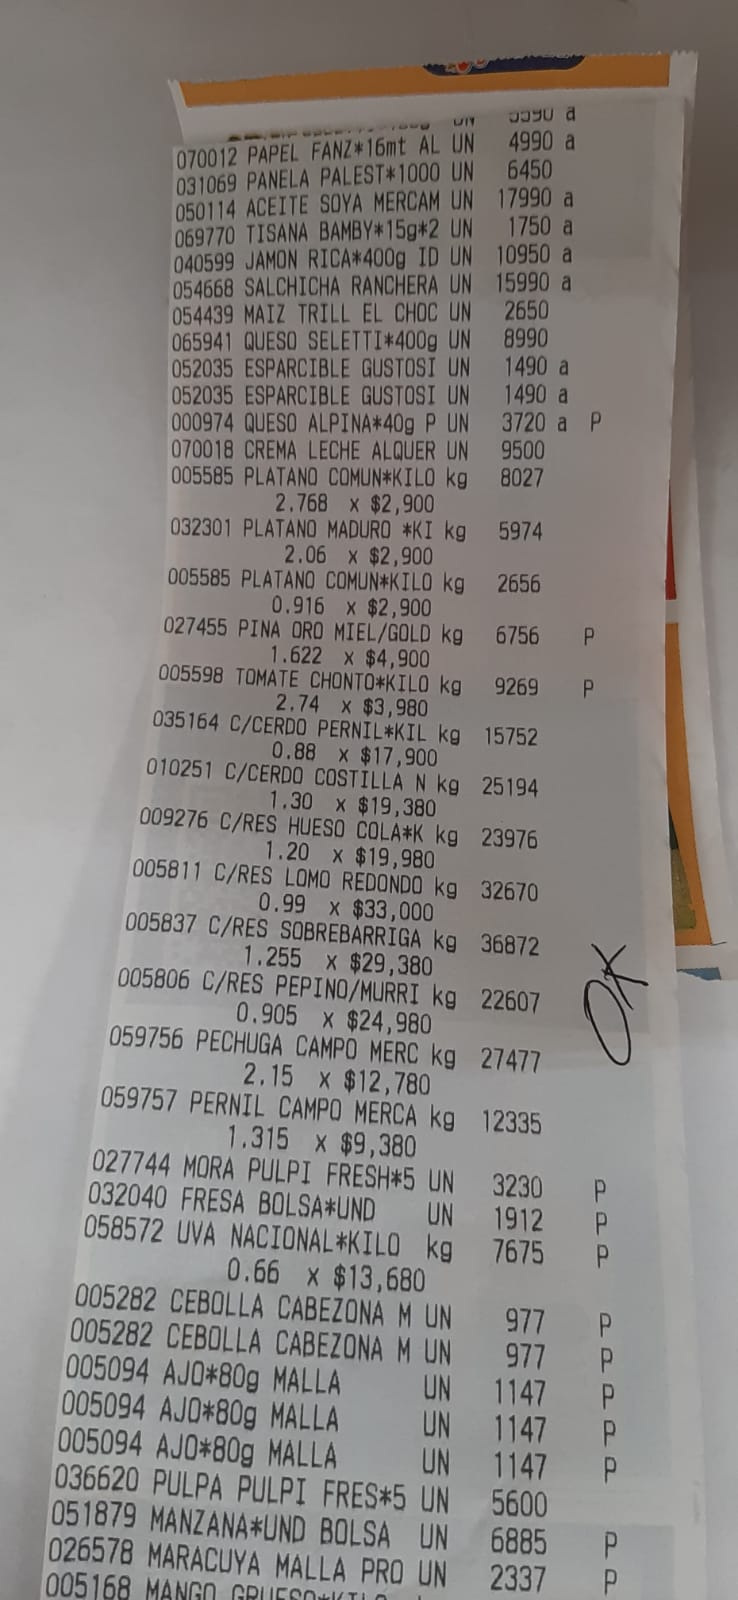 UN 5590 a
070012 PAPEL FANZ*16mt AL UN 4990 a
031069 PANELA PALEST*1000 UN 6450
050114 ACEITE SOYA MERCAM UN 17990 a
069770 TISANA BAMBY*15g*2 UN 1750 a
040599 JAMON RICA*400g ID UN 10950 a
054668 SALCHICHA RANCHERA UN 15990 a
054439 MAIZ TRILL EL CHOC UN 2650
065941 QUESO SELETTI*400g UN 8990
052035 ESPARCIBLE GUSTOSI UN 1490 a
052035 ESPARCIBLE GUSTOSI UN 1490 a
000974 QUESO ALPINA*40g P UN 3720 a P
070018 CREMA LECHE ALQUER UN 9500
005585 PLATANO COMUN*KILO kg 8027
2.768 x $2,900
032301 PLATANO MADURO *KI kg 5974
2.06 x $2,900
005585 PLATANO COMUN*KILO kg 2656
0.916 x $2,900
027455 PINA ORO MIEL/GOLD kg 6756 P
1.622 x $4,900
005598 TOMATE CHONTO*KILO kg 9269 P
2.74 x $3,980
035164 C/CERDO PERNIL*KIL kg 15752
0.88 x $17,900
010251 C/CERDO COSTILLA N kg 25194
1.30 x $19,380
009276 C/RES HUESO COLA*K kg 23976
1.20 x $19,980
005811 C/RES LOMO REDONDO kg 32670
0.99 x $33,000
005837 C/RES SOBREBARRIGA kg 36872
1.255 x $29,380
OK
005806 C/RES PEPINO/MURRI kg 22607
0.905 x $24,980
059756 PECHUGA CAMPO MERC kg 27477
2.15 x $12,780
059757 PERNIL CAMPO MERCA kg 12335
1.315 x $9,380
027744 MORA PULPI FRESH*5 UN 3230 P
032040 FRESA BOLSA*UND UN 1912 P
058572 UVA NACIONAL*KILO kg 7675 P
0.66 x $13,680
005282 CEBOLLA CABEZONA M UN 977 P
005282 CEBOLLA CABEZONA M UN 977 P
005094 AJO*80g MALLA UN 1147 P
005094 AJO*80g MALLA UN 1147 P
005094 AJO*80g MALLA UN 1147 P
036620 PULPA PULPI FRES*5 UN 5600
051879 MANZANA*UND BOLSA UN 6885 P
026578 MARACUYA MALLA PRO UN 2337 P
005168 MANGO GRUESO*KILO